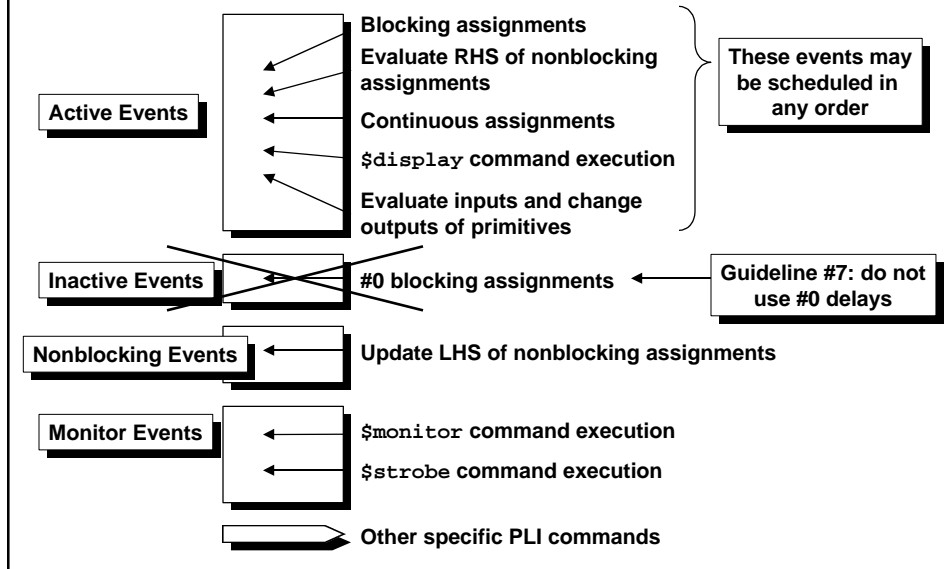 Blocking assignments
Evaluate RHS of nonblocking
assignments
Active Events
Continuous assignments
$display command execution
Evaluate inputs and change
outputs of primitives
These events may
be scheduled in
any order
Inactive Events
#0 blocking assignments
Guideline #7: do not
use #0 delays
Nonblocking Events
Update LHS of nonblocking assignments
Monitor Events
$monitor command execution
$strobe command execution
Other specific PLI commands